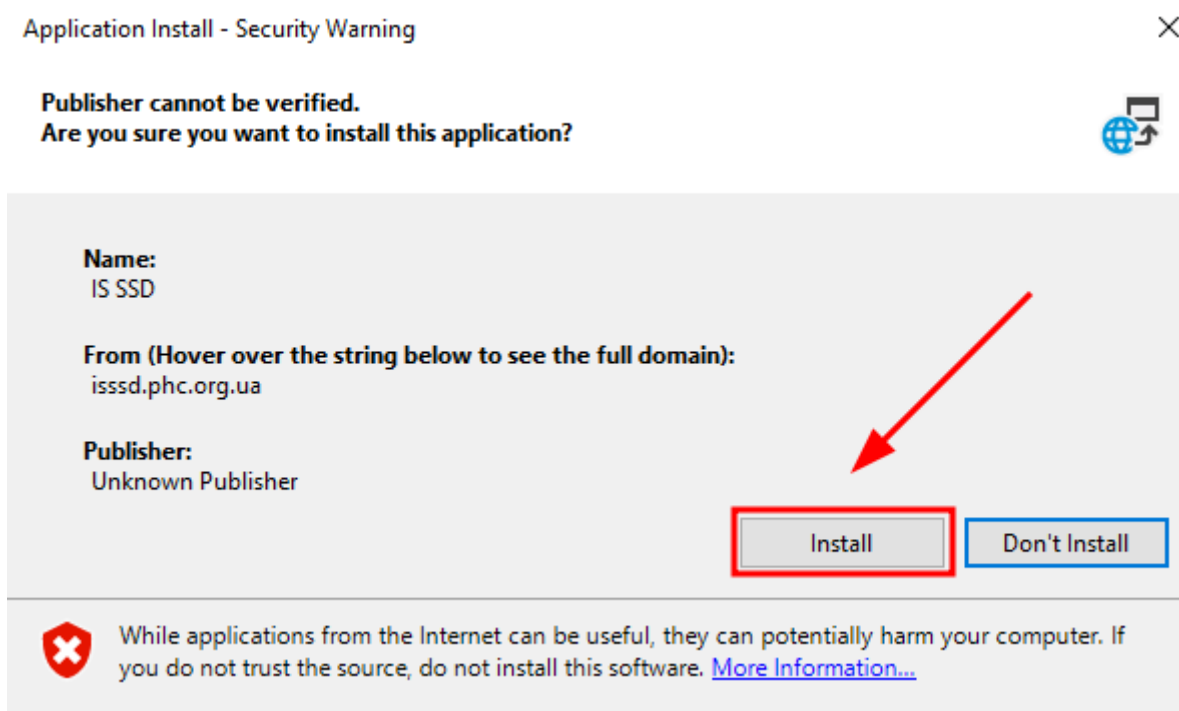 Application Install - Security Warning
Publisher cannot be verified.
Are you sure you want to install this application?
Name:
IS SSD
From (Hover over the string below to see the full domain):
isssd.phc.org.ua
Publisher:
Unknown Publisher
Install
Don't Install
While applications from the Internet can be useful, they can potentially harm your computer. If
you do not trust the source, do not install this software. More Information...